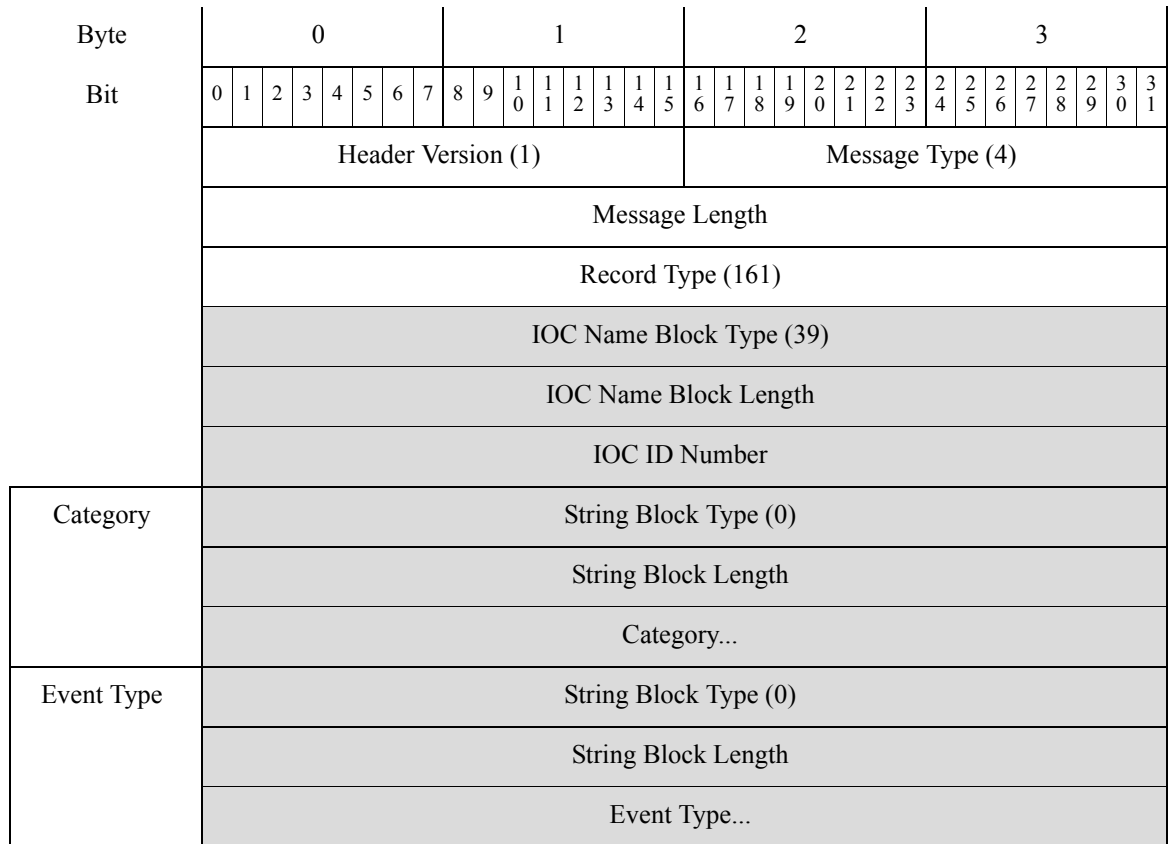 Byte 0 1 2 3
Bit 0 1 2 3 4 5 6 7 8 9 10 11 12 13 14 15 16 17 18 19 20 21 22 23 24 25 26 27 28 29 30 31
Header Version (1) Message Type (4)
Message Length
Record Type (161)
IOC Name Block Type (39)
IOC Name Block Length
IOC ID Number
Category String Block Type (0)
String Block Length
Category...
Event Type String Block Type (0)
String Block Length
Event Type...